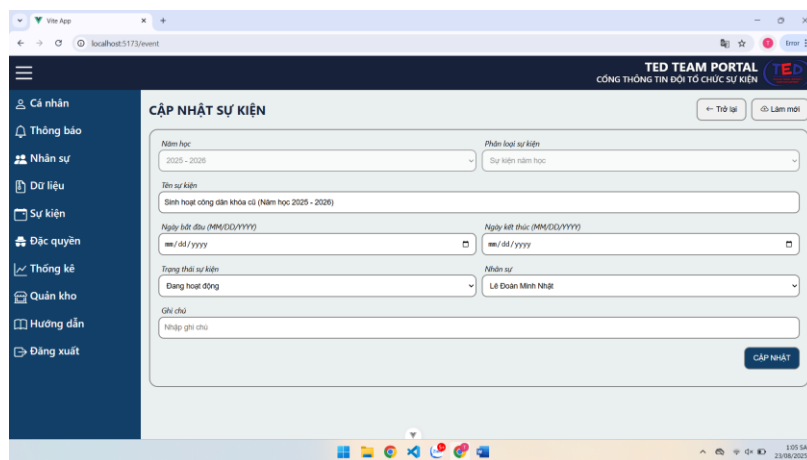 Vite App
localhost:5173/event
Error
TED TEAM PORTAL
CỔNG THÔNG TIN ĐỘI TỔ CHỨC SỰ KIỆN
TED
Cá nhân
Thông báo
Nhân sự
Dữ liệu
Sự kiện
Đặc quyền
Thống kê
Quản kho
Hướng dẫn
Đăng xuất
CẬP NHẬT SỰ KIỆN
Trở lại
Làm mới
Năm học
Phân loại sự kiện
2025 - 2026
Sự kiện năm học
Tên sự kiện
Sinh hoạt công dân khóa cũ (Năm học 2025 - 2026)
Ngày bắt đầu (MM/DD/YYYY)
Ngày kết thúc (MM/DD/YYYY)
mm/dd/yyyy
mm/dd/yyyy
Trạng thái sự kiện
Nhân sự
Đang hoạt động
Lê Đoàn Minh Nhật
Ghi chú
Nhập ghi chú
CẬP NHẬT
1:05 SA
23/08/2025